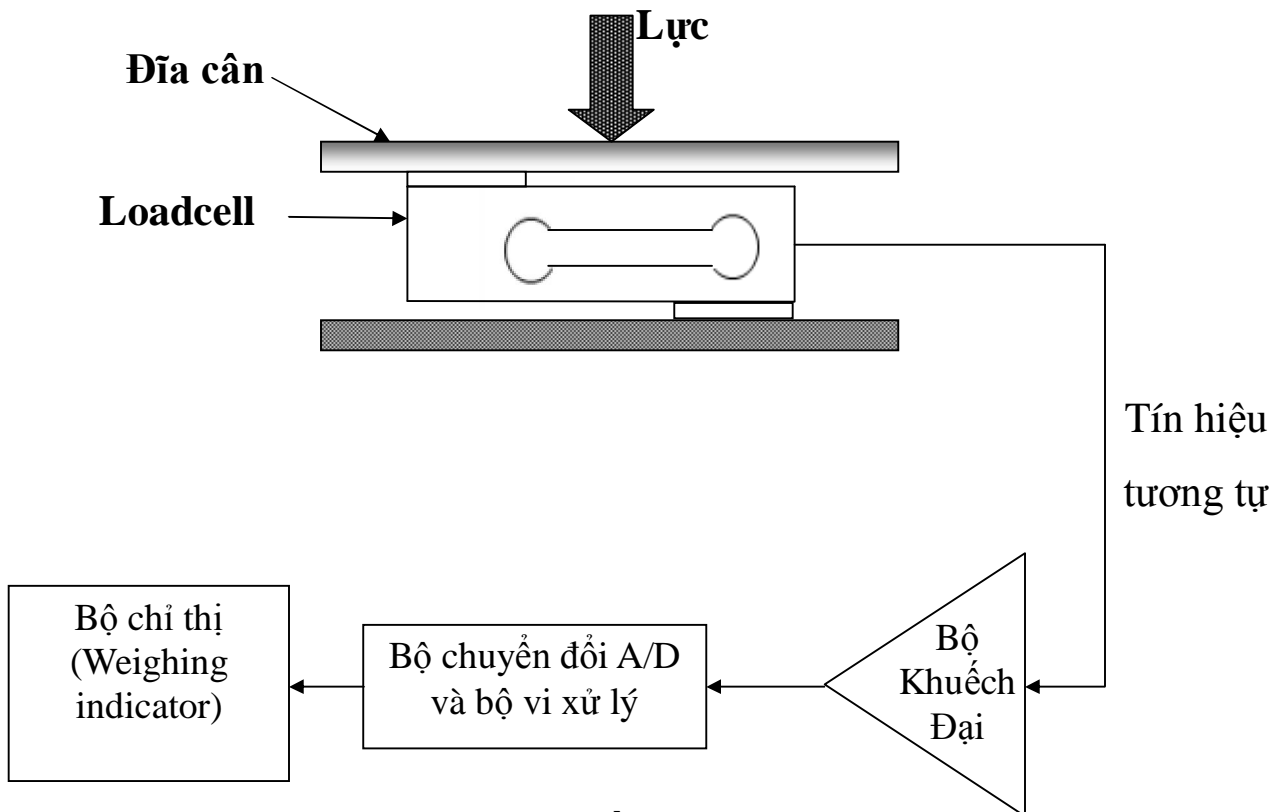 Lực
Đĩa cân
Loadcell
Tín hiệu
tương tự
Bộ
Khuếch
Đại
Bộ chuyển đổi A/D
và bộ vi xử lý
Bộ chỉ thị
(Weighing
indicator)